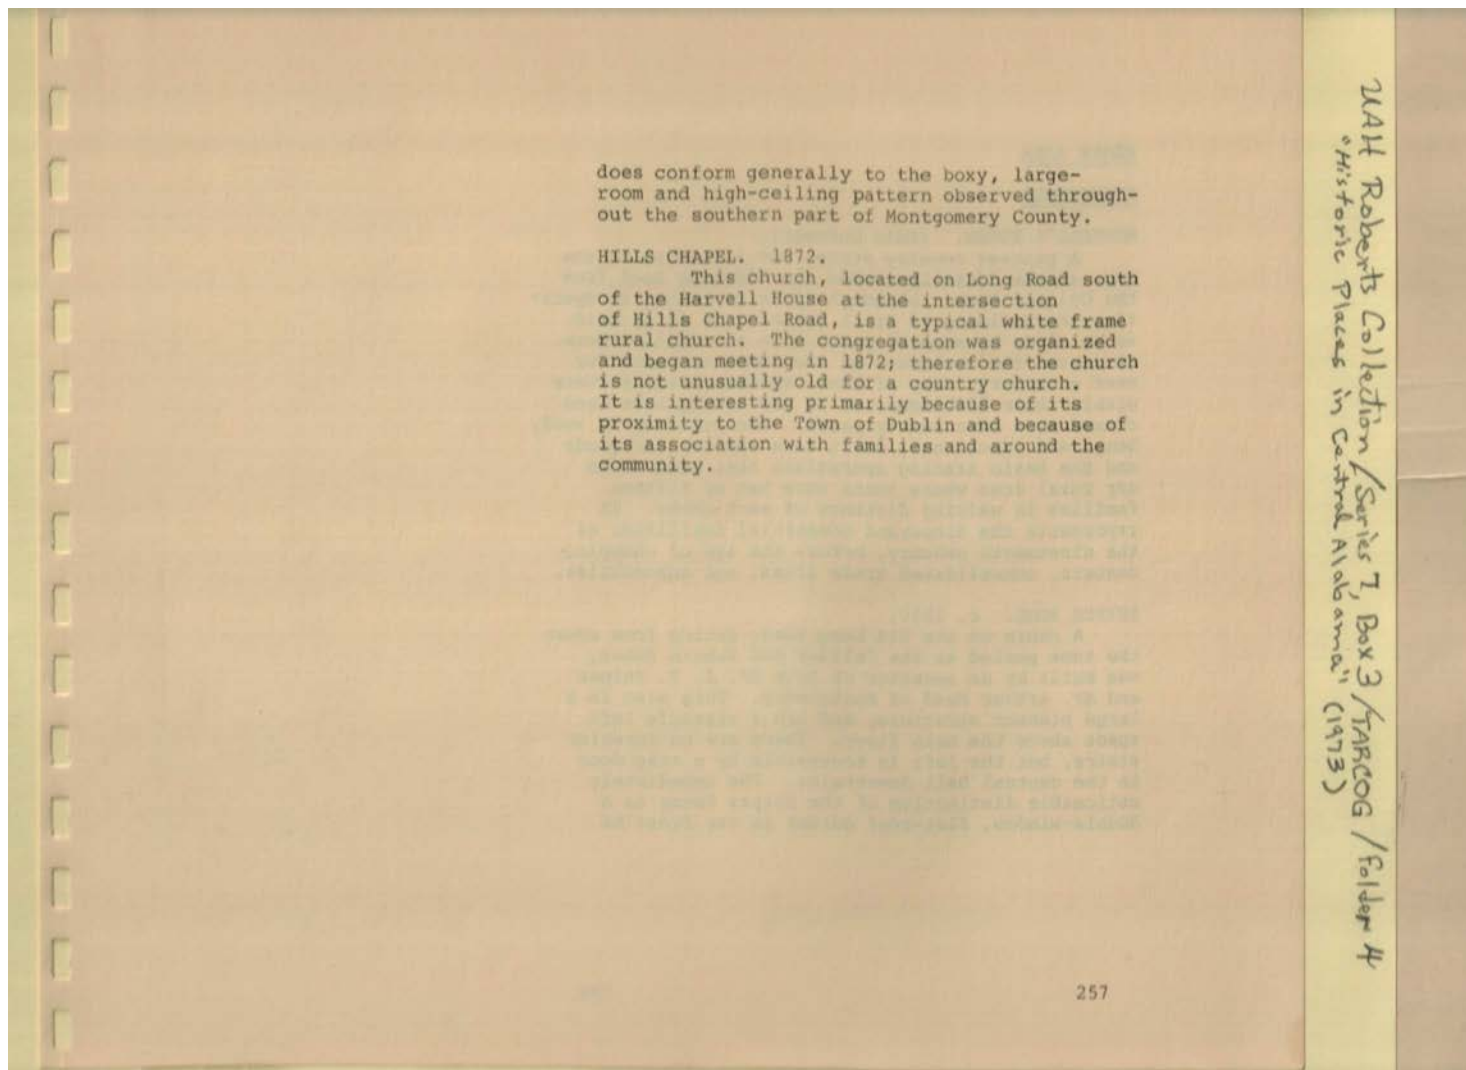 does conform generally to the boxy, large-
room and high-ceiling pattern observed through-
out the southern part of Montgomery County.
HILLS CHAPEL. 1872.
This church, located on Long Road south
of the Harvell House at the intersection
of Hills Chapel Road, is a typical white frame
rural church. The congregation was organized
and began meeting in 1872; therefore the church
is not unusually old for a country church.
It is interesting primarily because of its
proximity to the Town of Dublin and because of
its association with families and around the
community.
257
UAH Roberts Collection/Series 7, Box 3/TARCOG/Folder 4
"Historic Places in Central Alabama" (1973)